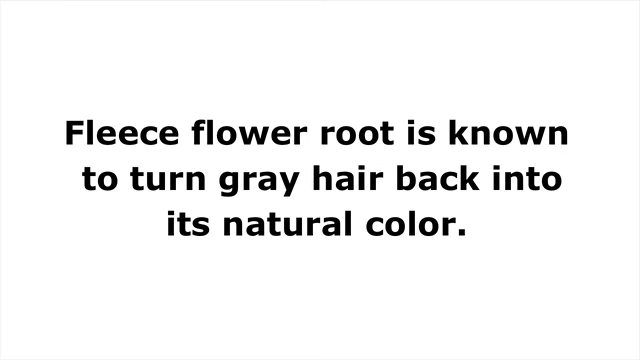 Fleece flower root is known
to turn gray hair back into
its natural color.